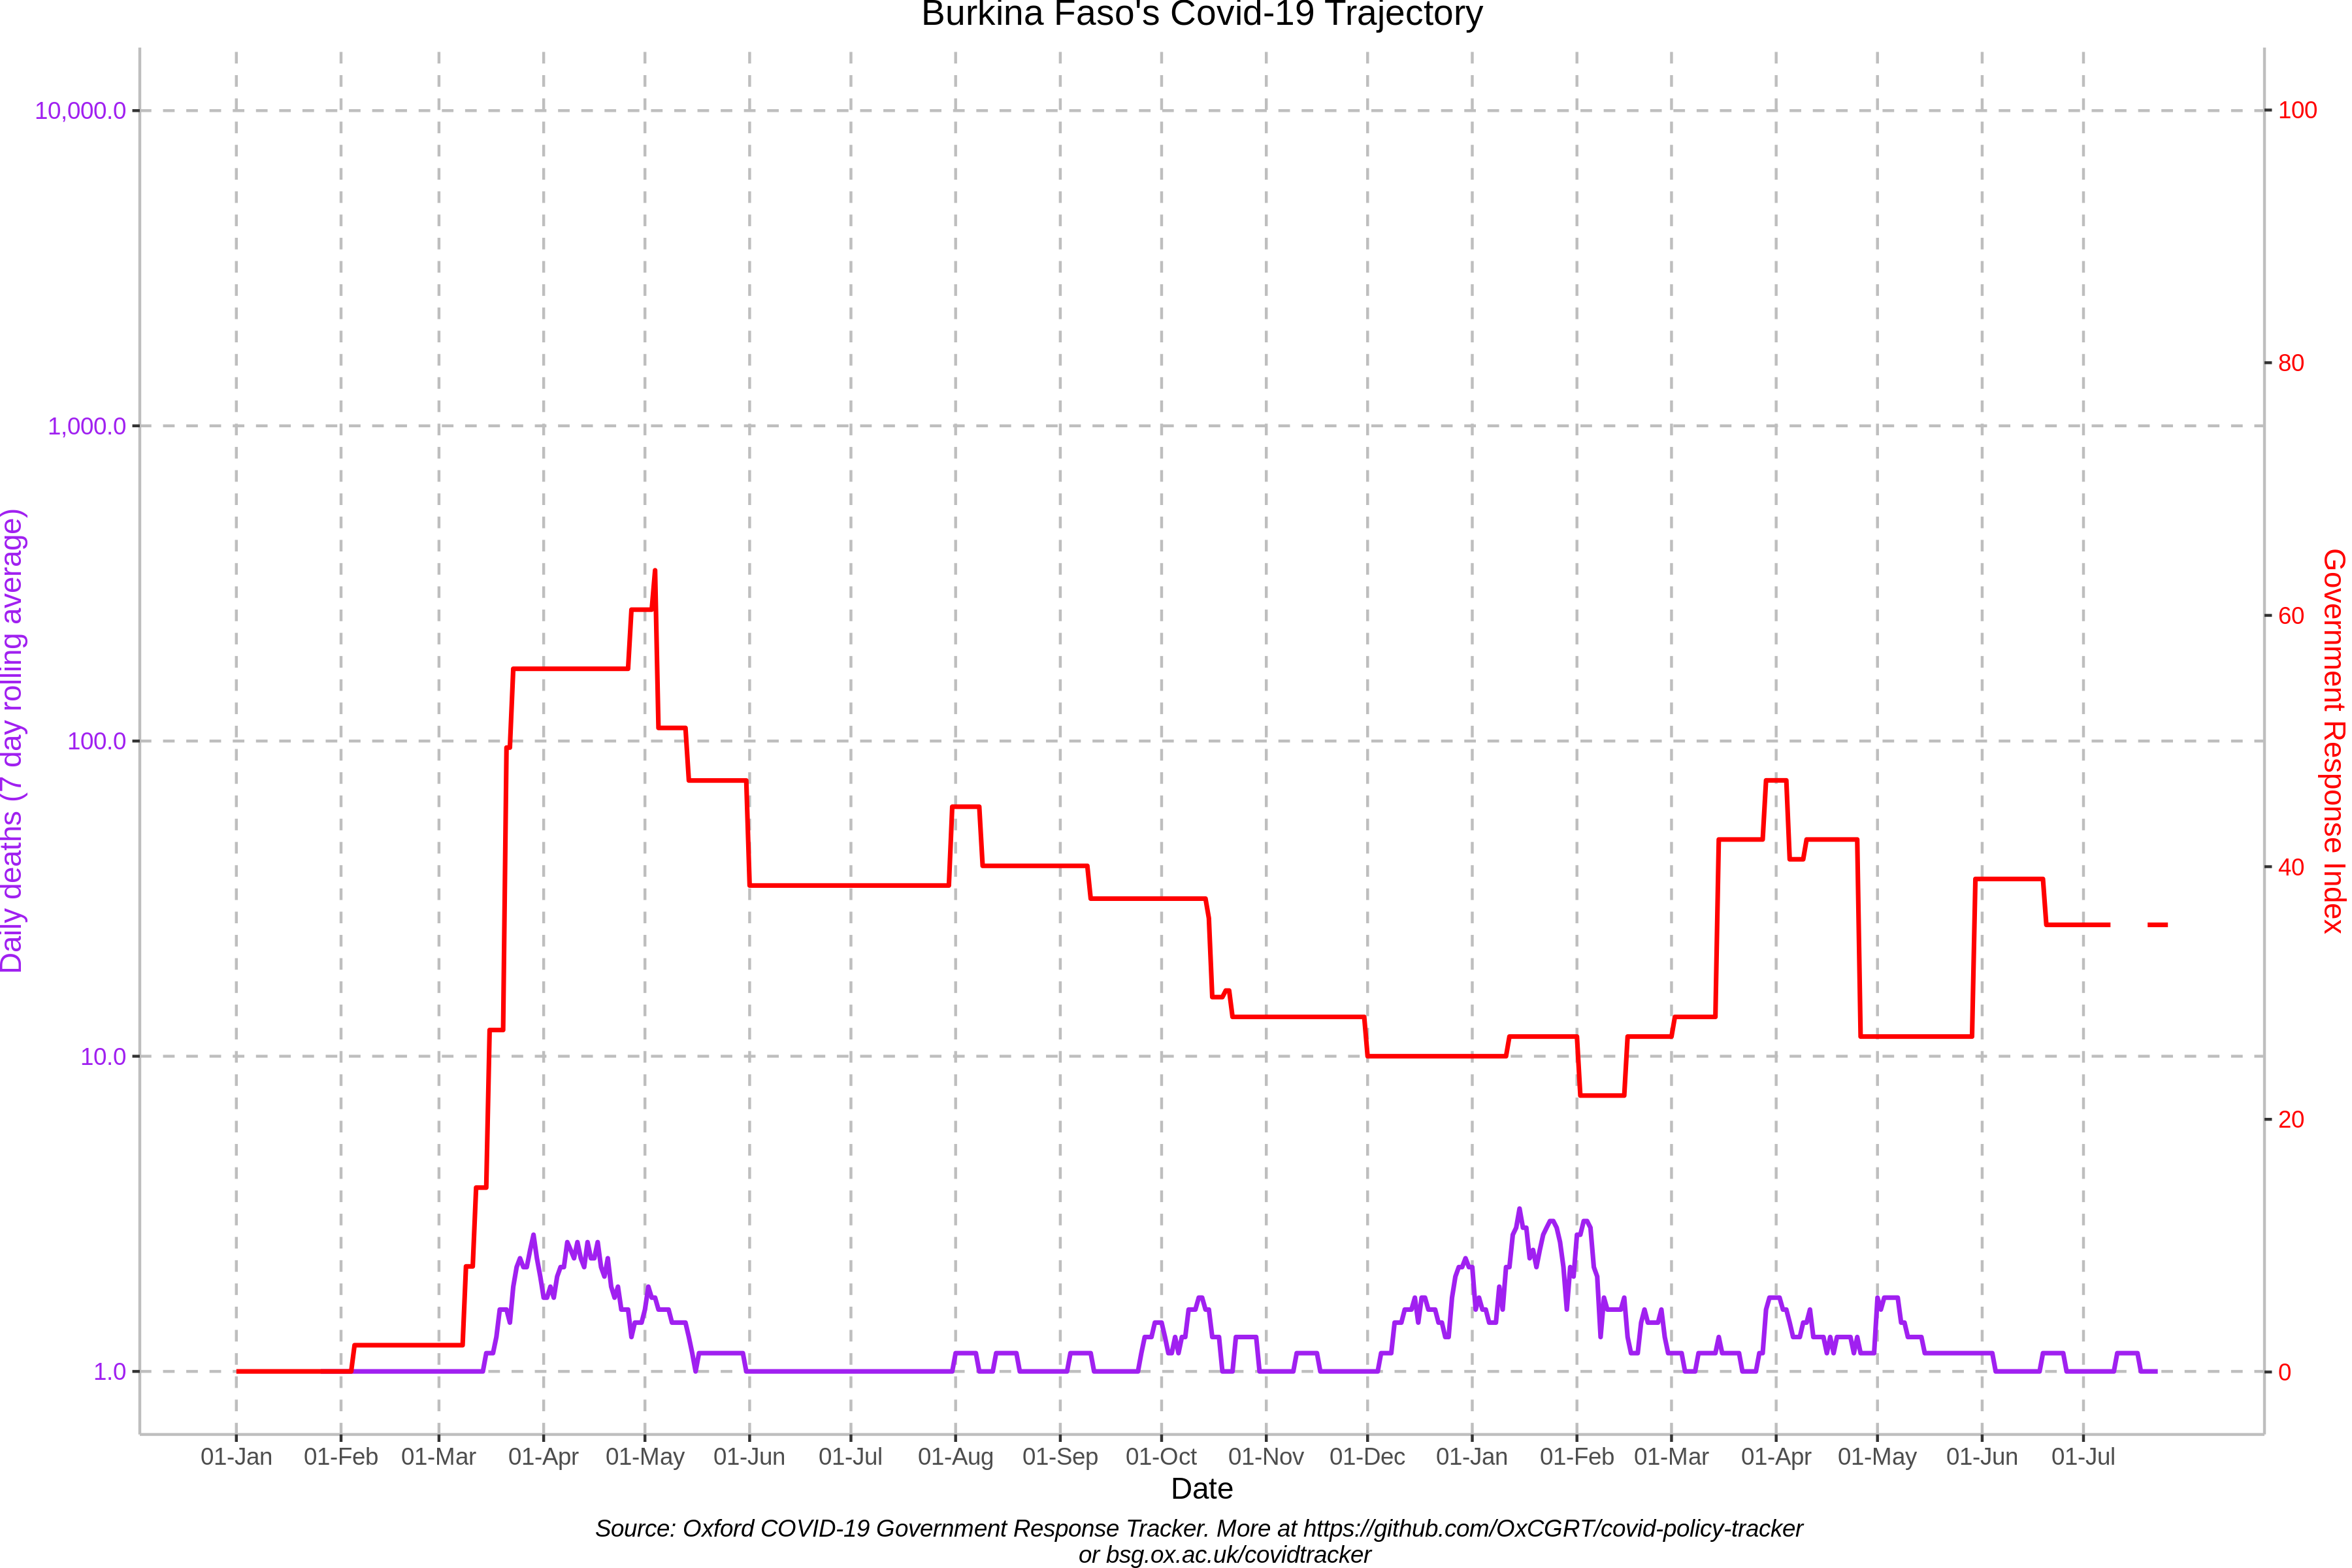 Burkina Faso's Covid-19 Trajectory
10,000.0
1,000.0
100.0
10.0
1.0
Daily deaths (7 day rolling average)
100
80
60
40
20
0
Government Response Index
01-Jan 01-Feb 01-Mar 01-Apr 01-May 01-Jun 01-Jul 01-Aug 01-Sep 01-Oct 01-Nov 01-Dec 01-Jan 01-Feb 01-Mar 01-Apr 01-May 01-Jun 01-Jul
Date
Source: Oxford COVID-19 Government Response Tracker. More at https://github.com/OxCGRT/covid-policy-tracker
or bsg.ox.ac.uk/covidtracker